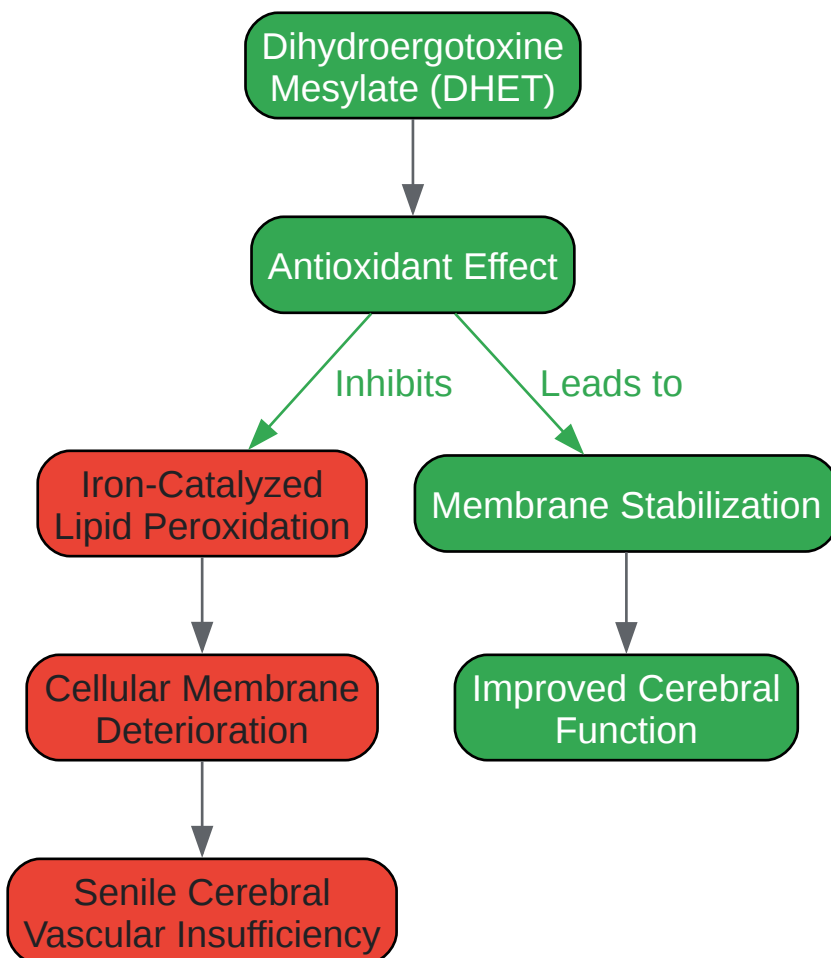 Dihydroergotoxine
Mesylate (DHET)
Antioxidant Effect
Inhibits
Leads to
Iron-Catalyzed
Lipid Peroxidation
Membrane Stabilization
Cellular Membrane
Deterioration
Improved Cerebral
Function
Senile Cerebral
Vascular Insufficiency